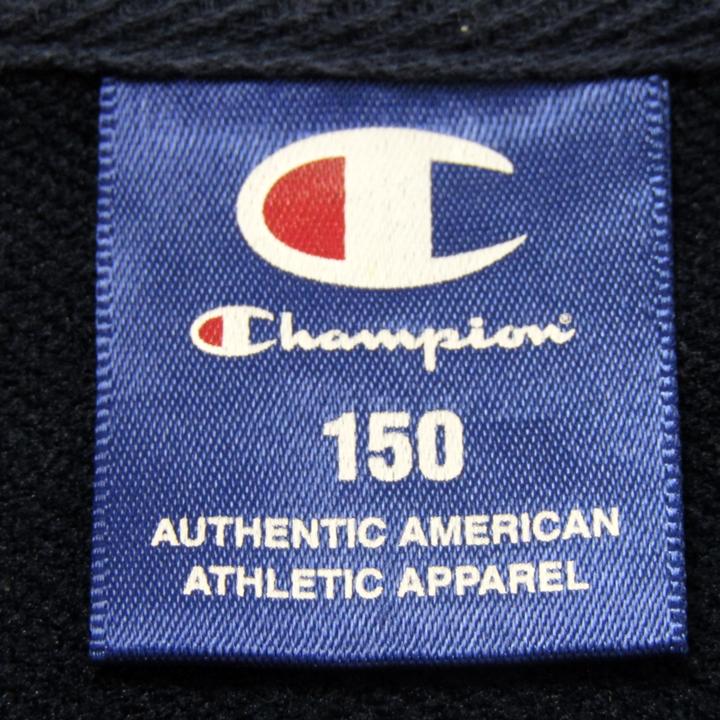 Champion®
150
AUTHENTIC AMERICAN
ATHLETIC APPAREL